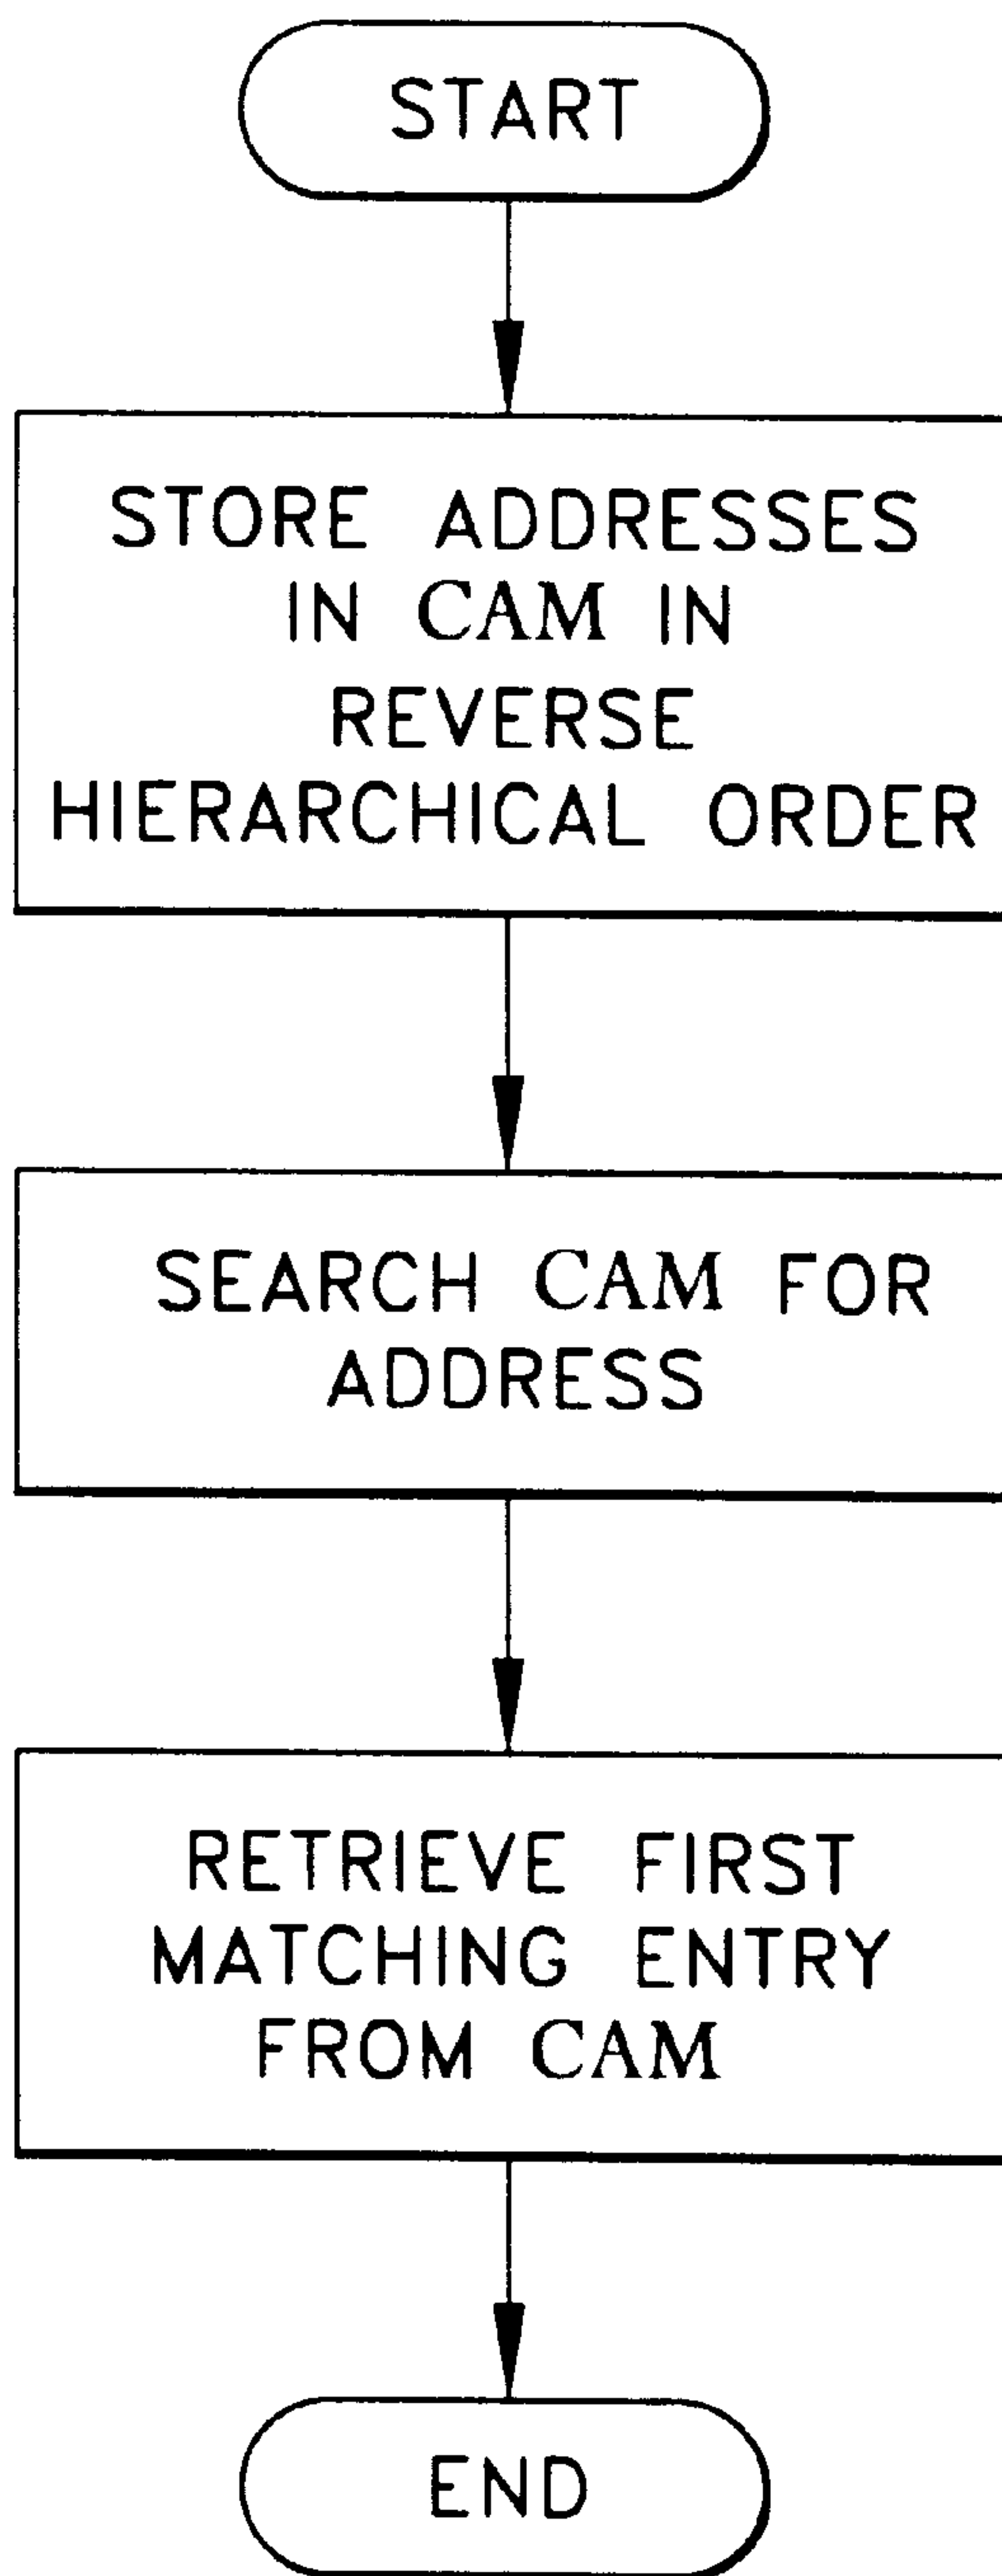 START
STORE ADDRESSES
IN CAM IN
REVERSE
HIERARCHICAL ORDER
SEARCH CAM FOR
ADDRESS
RETRIEVE FIRST
MATCHING ENTRY
FROM CAM
END